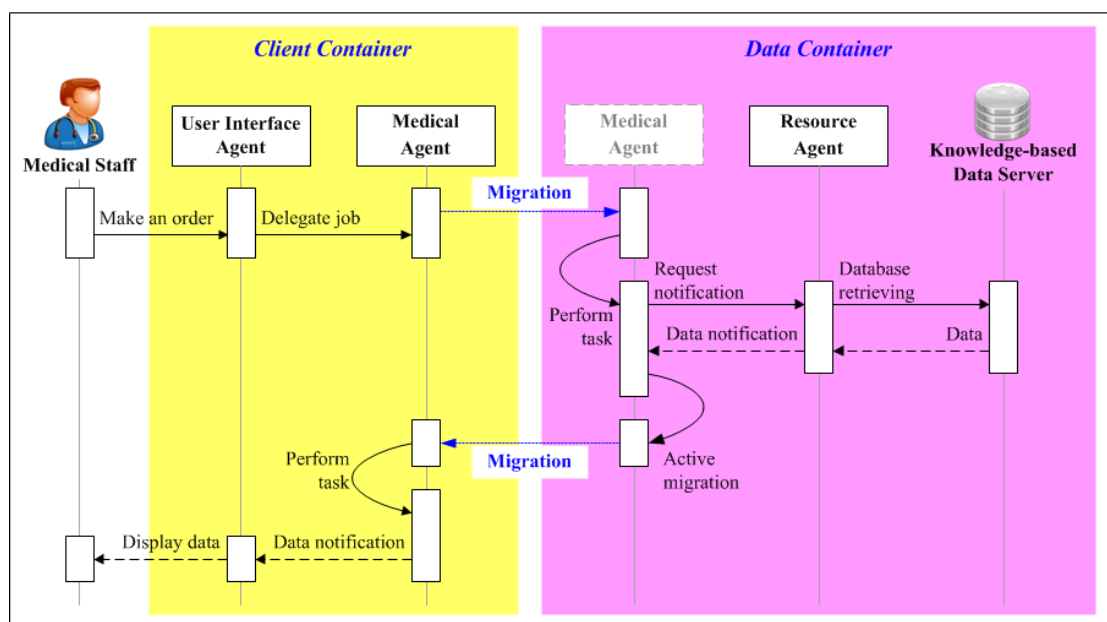 Client Container
Data Container
Medical Staff
User Interface
Agent
Medical
Agent
Medical
Agent
Resource
Agent
Knowledge-based
Data Server
Migration
Make an order
Delegate job
Request
notification
Database
retrieving
Perform
task
Data notification
Data
Migration
Active
migration
Perform
task
Display data
Data notification